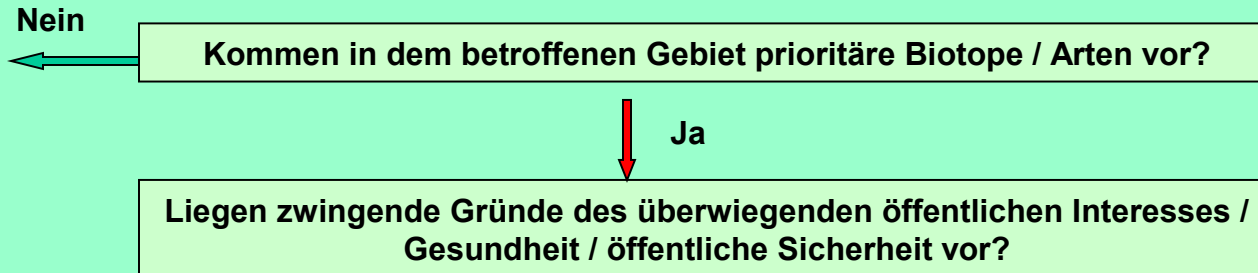 Nein
Kommen in dem betroffenen Gebiet prioritäre Biotope / Arten vor?
Ja
Liegen zwingende Gründe des überwiegenden öffentlichen Interesses /
Gesundheit / öffentliche Sicherheit vor?